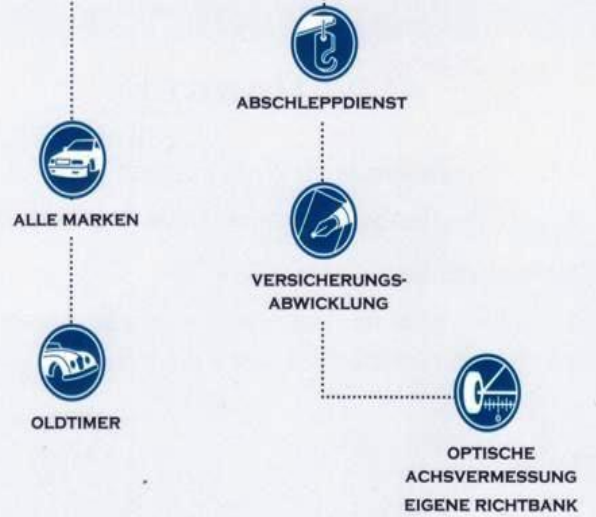 ABSCHLEPPDIENST
ALLE MARKEN
VERSICHERUNGS-
ABWICKLUNG
OLDTIMER
OPTISCHE
ACHSVERMESSUNG
EIGENE RICHTBANK